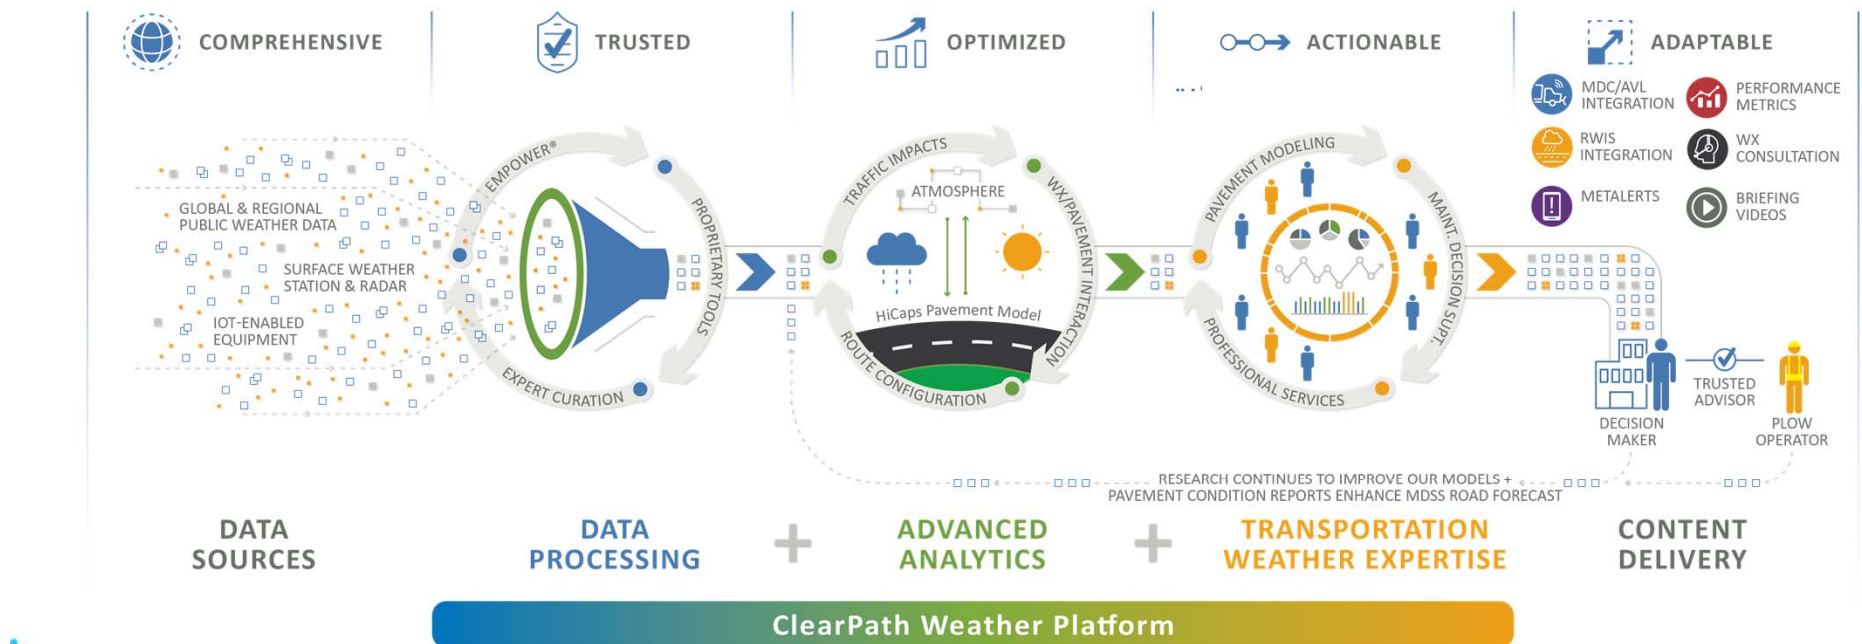 COMPREHENSIVE
TRUSTED
OPTIMIZED
ACTIONABLE
ADAPTABLE
MDC/AVL
INTEGRATION
PERFORMANCE
METRICS
RWIS
INTEGRATION
WX
CONSULTATION
METALERTS
BRIEFING
VIDEOS
GLOBAL & REGIONAL
PUBLIC WEATHER DATA
SURFACE WEATHER
STATION & RADAR
IOT-ENABLED
EQUIPMENT
EMPOWER®
PROPRIETARY TOOLS
EXPERT CURATION
TRAFFIC IMPACTS
WX/PAVEMENT INTERACTION
ROUTE CONFIGURATION
ATMOSPHERE
HiCaps Pavement Model
PAVEMENT MODELING
MAINT. DECISION SUPT.
PROFESSIONAL SERVICES
DECISION
MAKER
TRUSTED
ADVISOR
PLOW
OPERATOR
RESEARCH CONTINUES TO IMPROVE OUR MODELS +
PAVEMENT CONDITION REPORTS ENHANCE MDSS ROAD FORECAST
DATA
SOURCES
DATA
PROCESSING
+
ADVANCED
ANALYTICS
+
TRANSPORTATION
WEATHER EXPERTISE
CONTENT
DELIVERY
ClearPath Weather Platform